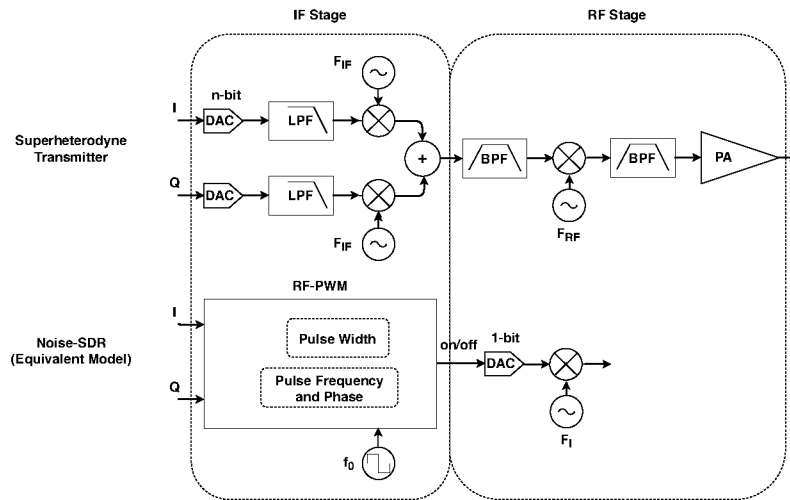 IF Stage
RF Stage
Superheterodyne
Transmitter
I
n-bit
DAC
LPF
F_IF
Q
DAC
LPF
F_IF
+
BPF
F_RF
BPF
PA
Noise-SDR
(Equivalent Model)
RF-PWM
I
Q
Pulse Width
Pulse Frequency
and Phase
f_0
on/off
1-bit
DAC
F_I